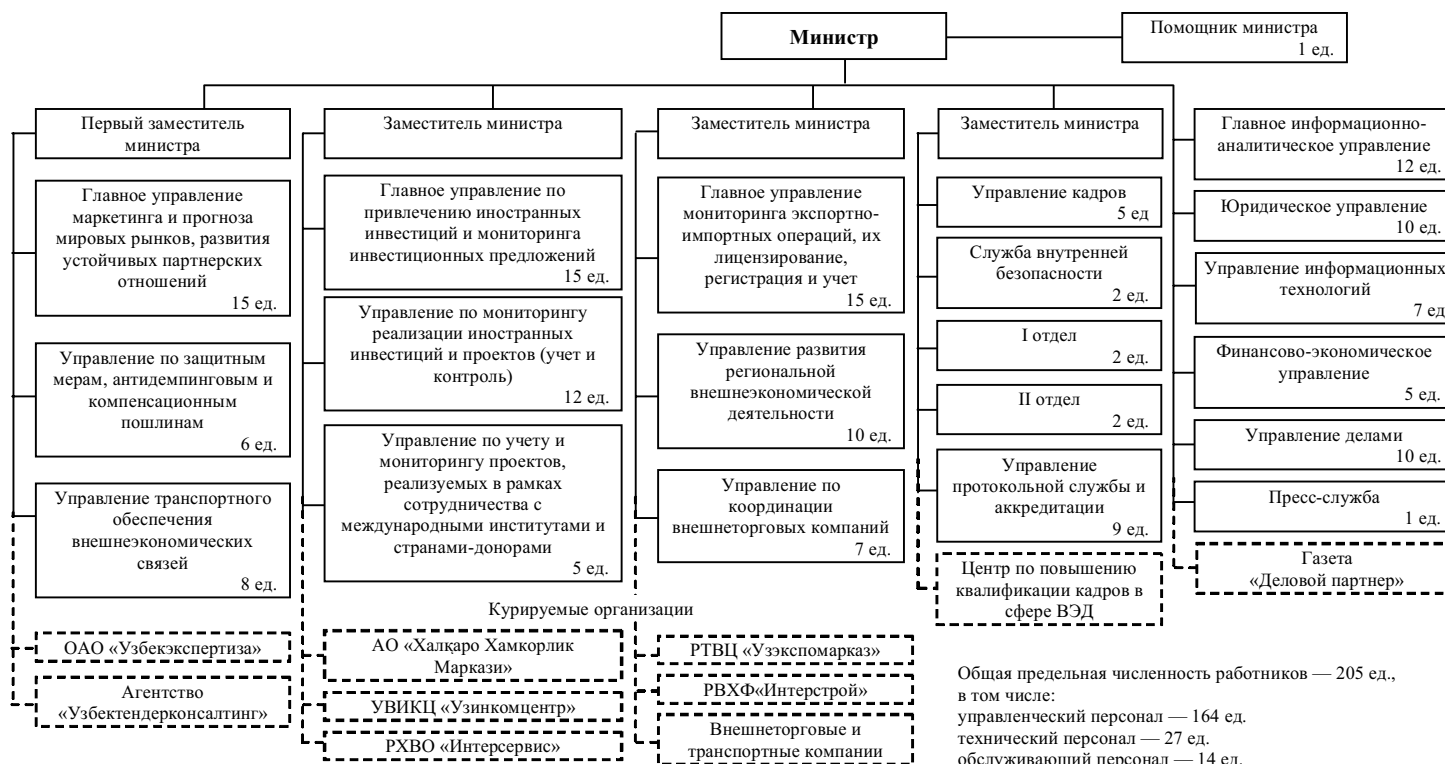 Министр
Помощник министра
1 ед.
Первый заместитель
министра
Главное управление
маркетинга и прогноза
мировых рынков, развития
устойчивых партнерских
отношений
15 ед.
Управление по защитным
мерам, антидемпинговым и
компенсационным
пошлинам
6 ед.
Управление транспортного
обеспечения
внешнеэкономических
связей
8 ед.
ОАО «Узбекэкспертиза»
Агентство
«Узбектендерконсалтинг»
Заместитель министра
Главное управление по
привлечению иностранных
инвестиций и мониторинга
инвестиционных предложений
15 ед.
Управление по мониторингу
реализации иностранных
инвестиций и проектов (учет и
контроль)
12 ед.
Управление по учету и
мониторингу проектов,
реализуемых в рамках
сотрудничества с
международными институтами и
странами-донорами
5 ед.
Курируемые организации
АО «Халқаро Хамкорлик
Маркази»
УВИКЦ «Узинкомцентр»
РХВО «Интерсервис»
Заместитель министра
Главное управление
мониторинга экспортно-
импортных операций, их
лицензирование,
регистрация и учет
15 ед.
Управление развития
региональной
внешнеэкономической
деятельности
10 ед.
Управление по
координации
внешнеторговых компаний
7 ед.
РТВЦ «Узэкспомарказ»
РВХФ«Интерстрой»
Внешнеторговые и
транспортные компании
Заместитель министра
Управление кадров
5 ед
Служба внутренней
безопасности
2 ед.
I отдел
2 ед.
II отдел
2 ед.
Управление
протокольной службы и
аккредитации
9 ед.
Центр по повышению
квалификации кадров в
сфере ВЭД
Главное информационно-
аналитическое управление
12 ед.
Юридическое управление
10 ед.
Управление информационных
технологий
7 ед
Финансово-экономическое
управление
5 ед.
Управление делами
10 ед.
Пресс-служба
1 ед.
Газета
«Деловой партнер»
Общая предельная численность работников — 205 ед.,
в том числе:
управленческий персонал — 164 ед.
технический персонал — 27 ед.
обслуживающий персонал — 14 ед.